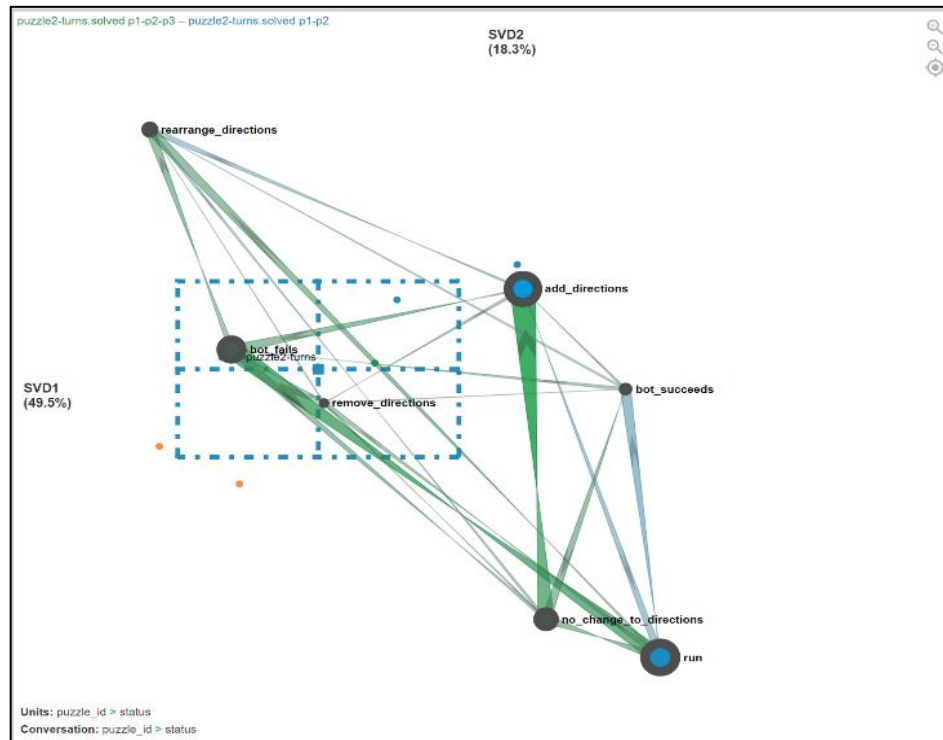 puzzle2-turns.solved p1-p2-p3 – puzzle2-turns.solved p1-p2
SVD2
(18.3%)
rearrange_directions
add_directions
bot_fails
puzzle2-turns
bot_succeeds
SVD1
(49.5%)
remove_directions
no_change_to_directions
run
Units: puzzle_id > status
Conversation: puzzle_id > status